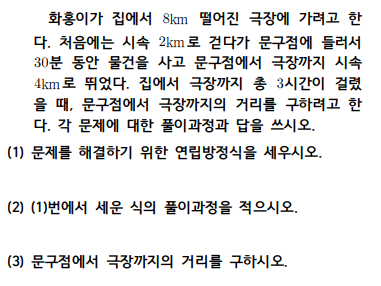 화홍이가 집에서 8km 떨어진 극장에 가려고 한
다. 처음에는 시속 2km로 걷다가 문구점에 들러서
30분 동안 물건을 사고 문구점에서 극장까지 시속
4km로 뛰었다. 집에서 극장까지 총 3시간이 걸렸
을 때, 문구점에서 극장까지의 거리를 구하려고 한
다. 각 문제에 대한 풀이과정과 답을 쓰시오.
(1) 문제를 해결하기 위한 연립방정식을 세우시오.
(2) (1)번에서 세운 식의 풀이과정을 적으시오.
(3) 문구점에서 극장까지의 거리를 구하시오.